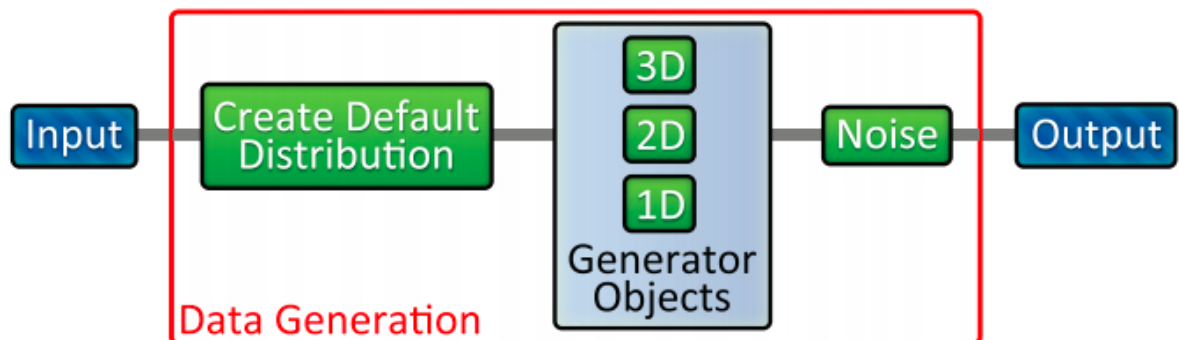 Input
Create Default
Distribution
3D
2D
1D
Generator
Objects
Noise
Output
Data Generation